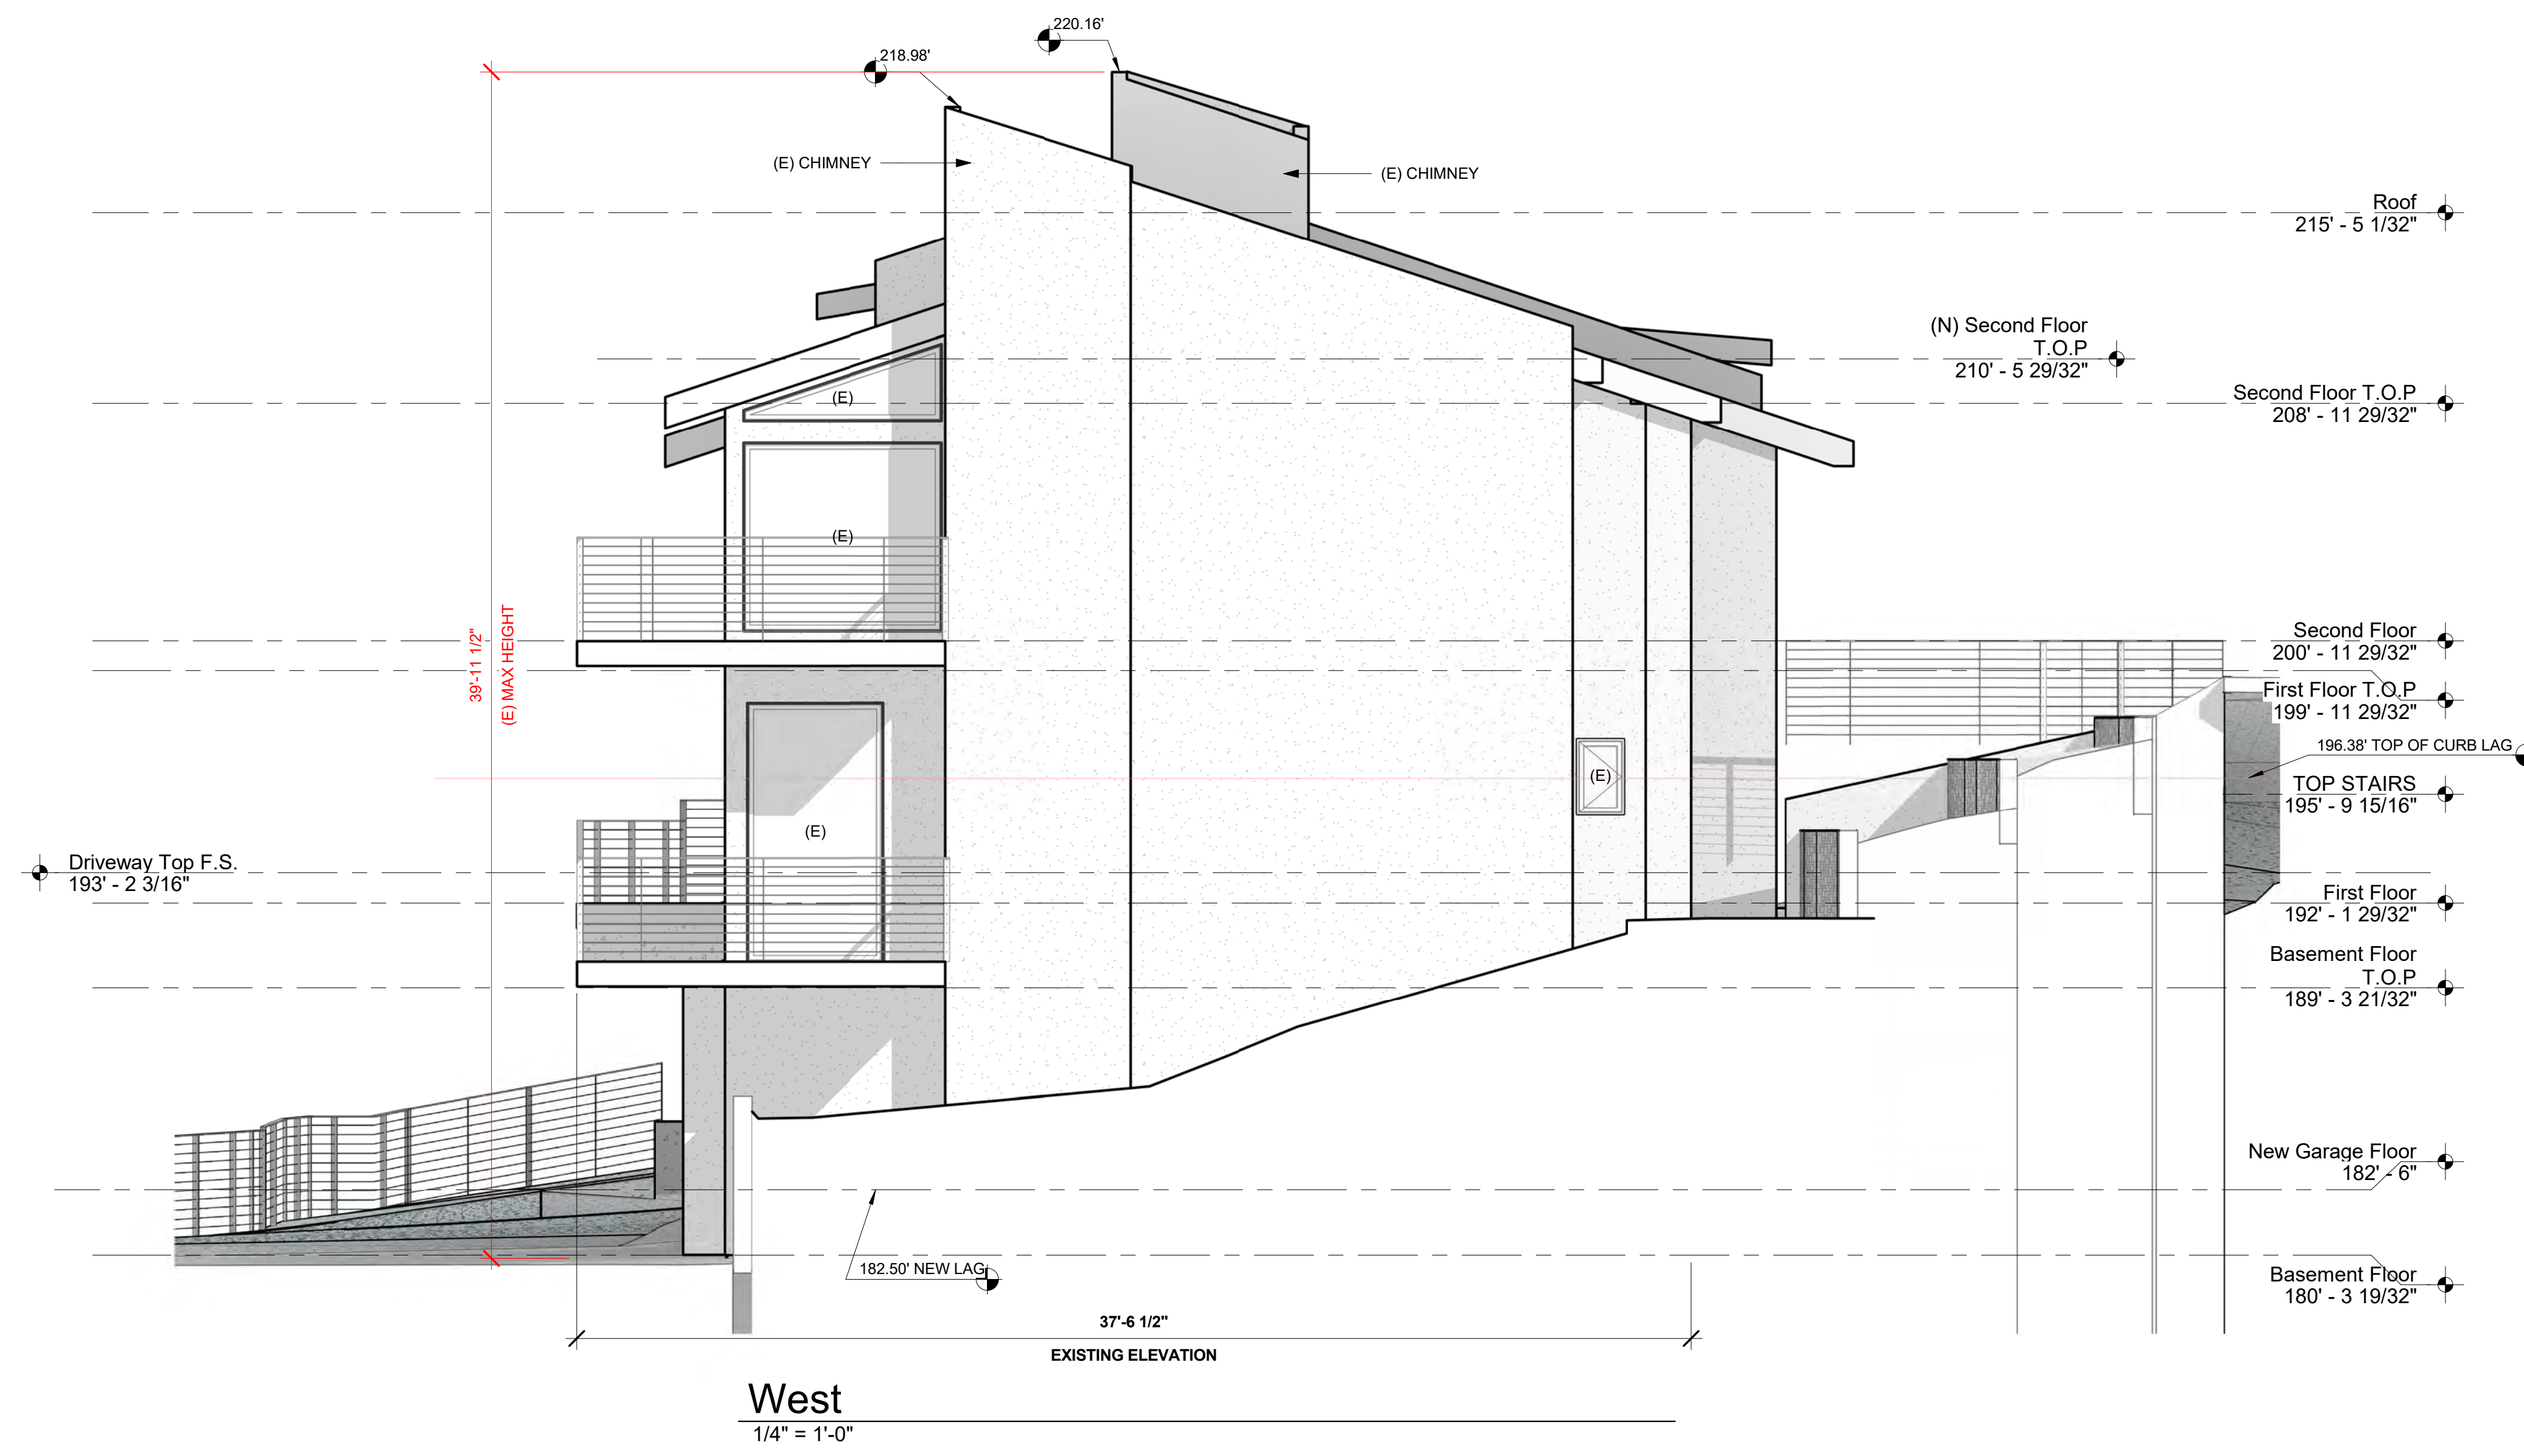 220.16'
218.98'
(E) CHIMNEY
(E) CHIMNEY
Roof
215' - 5 1/32"
(N) Second Floor
T.O.P
210' - 5 29/32"
Second Floor T.O.P
208' - 11 29/32"
(E)
(E)
39'-11 1/2"
(E) MAX HEIGHT
Second Floor
200' - 11 29/32"
First Floor T.O.P
199' - 11 29/32"
196.38' TOP OF CURB LAG
(E)
TOP STAIRS
195' - 9 15/16"
(E)
Driveway Top F.S.
193' - 2 3/16"
First Floor
192' - 1 29/32"
Basement Floor
T.O.P
189' - 3 21/32"
New Garage Floor
182' - 6"
182.50' NEW LAG
Basement Floor
180' - 3 19/32"
37'-6 1/2"
EXISTING ELEVATION
West
1/4" = 1'-0"